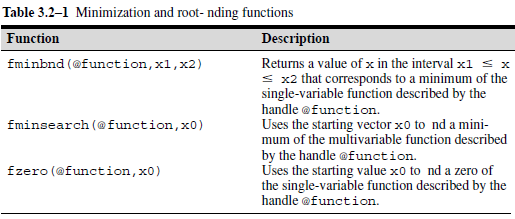 Table 3.2–1 Minimization and root- nding functions
Function Description
fminbnd(@function,x1,x2) Returns a value of x in the interval x1 ≤ x
≤ x2 that corresponds to a minimum of the
single-variable function described by the
handle @function.
fminsearch(@function,x0) Uses the starting vector x0 to nd a mini-
mum of the multivariable function described
by the handle @function.
fzero(@function,x0) Uses the starting value x0 to nd a zero of
the single-variable function described by the
handle @function.